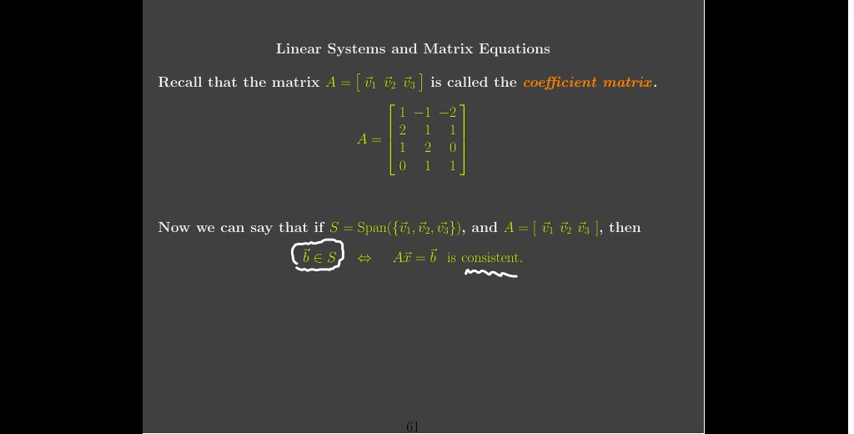 Linear Systems and Matrix Equations
Recall that the matrix A = [ v⃗₁ v⃗₂ v⃗₃ ] is called the coefficient matrix.
A = [ 1 −1 −2
2 1 1
1 2 0
0 1 1 ]
Now we can say that if S = Span({v⃗₁, v⃗₂, v⃗₃}), and A = [ v⃗₁ v⃗₂ v⃗₃ ], then
b⃗ ∈ S ⇔ Ax⃗ = b⃗ is consistent.
61